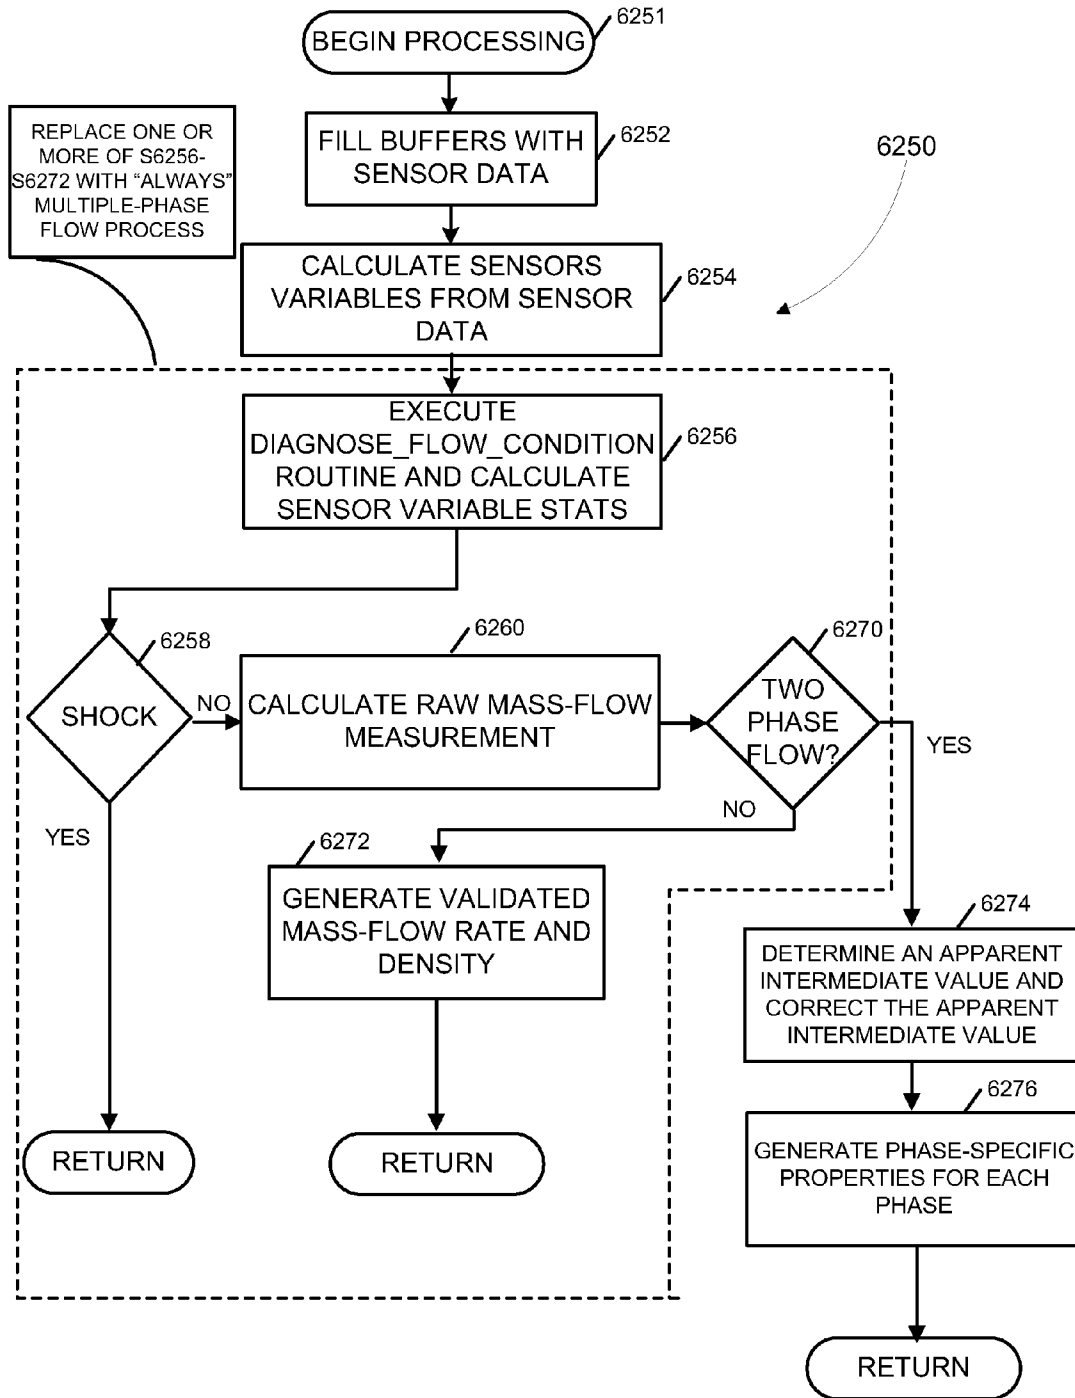 BEGIN PROCESSING
6251
FILL BUFFERS WITH
SENSOR DATA
6252
REPLACE ONE OR
MORE OF S6256-
S6272 WITH “ALWAYS”
MULTIPLE-PHASE
FLOW PROCESS
6250
CALCULATE SENSORS
VARIABLES FROM SENSOR
DATA
6254
EXECUTE
DIAGNOSE_FLOW_CONDITION
ROUTINE AND CALCULATE
SENSOR VARIABLE STATS
6256
SHOCK
6258
NO
YES
CALCULATE RAW MASS-FLOW
MEASUREMENT
6260
TWO
PHASE
FLOW?
6270
YES
NO
6272
GENERATE VALIDATED
MASS-FLOW RATE AND
DENSITY
6274
DETERMINE AN APPARENT
INTERMEDIATE VALUE AND
CORRECT THE APPARENT
INTERMEDIATE VALUE
6276
GENERATE PHASE-SPECIFIC
PROPERTIES FOR EACH
PHASE
RETURN
RETURN
RETURN